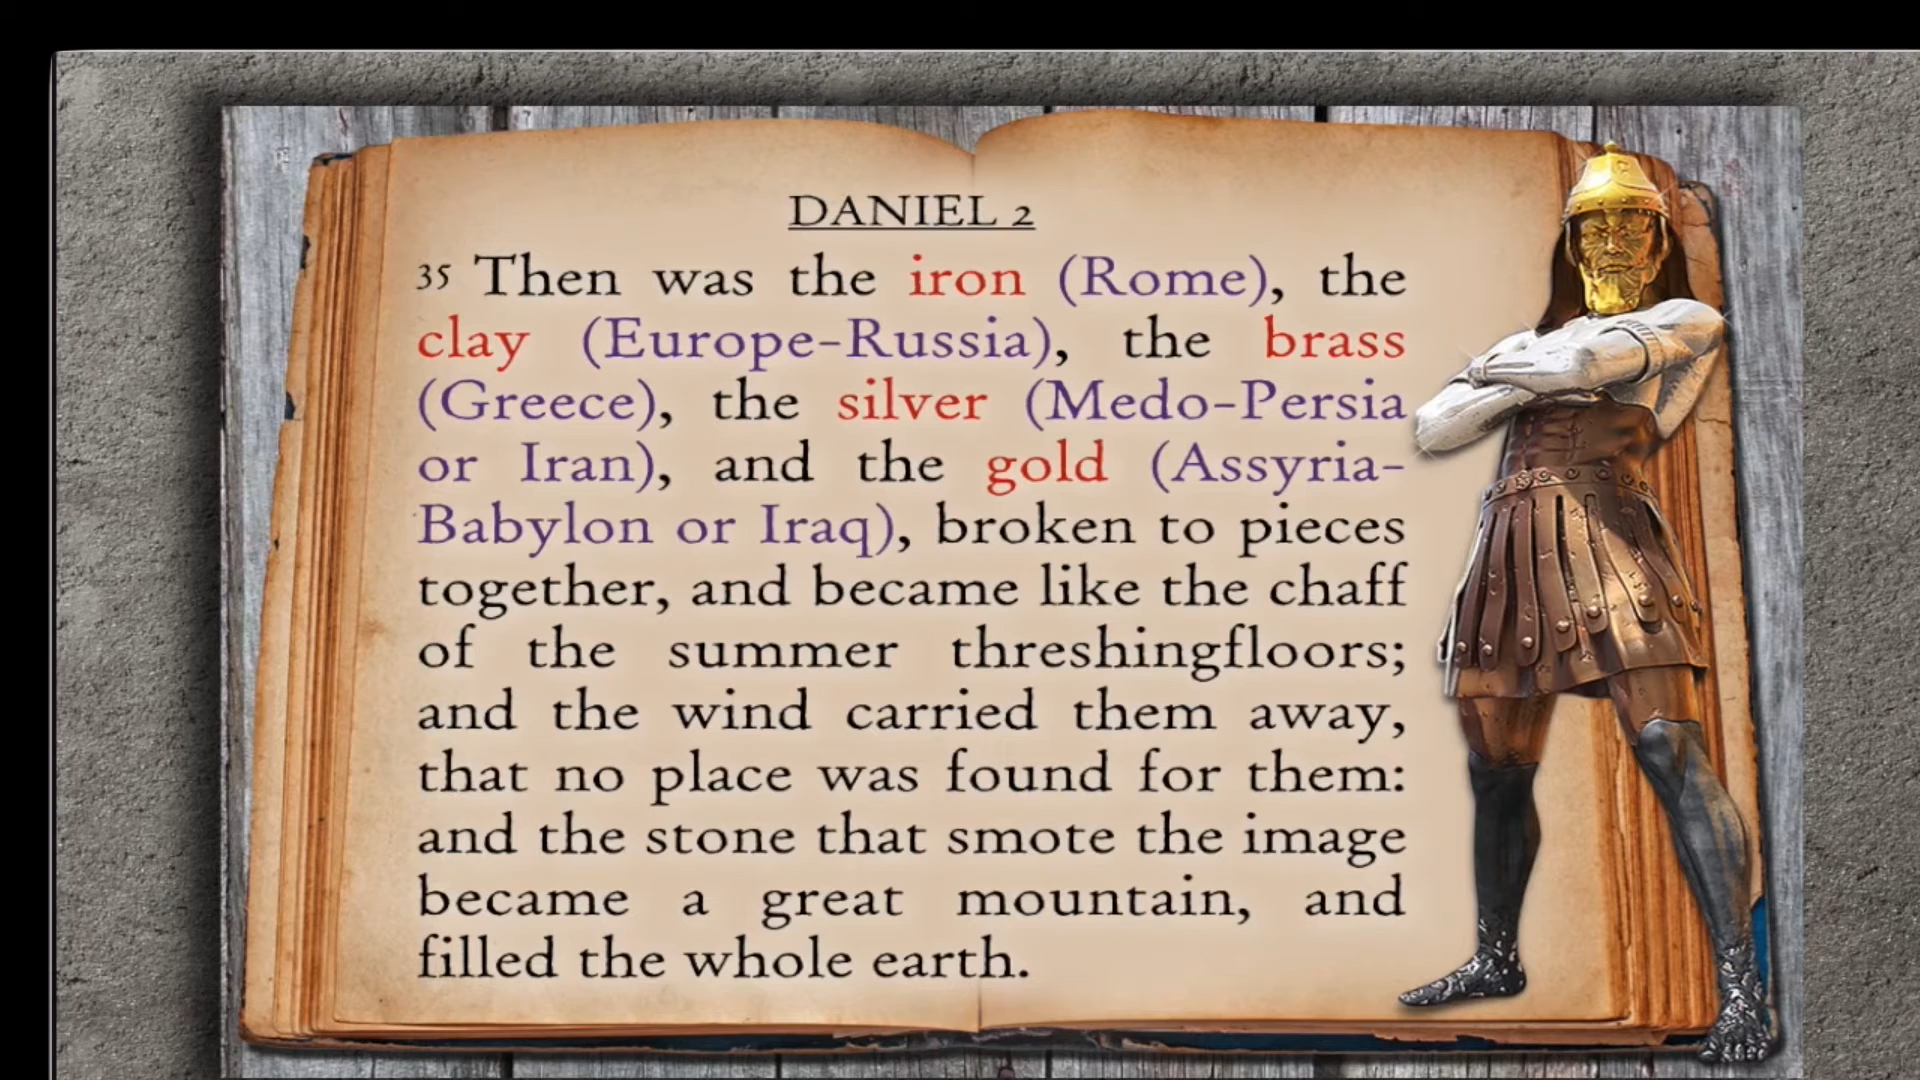 DANIEL 2
35 Then was the iron (Rome), the
clay (Europe-Russia), the brass
(Greece), the silver (Medo-Persia
or Iran), and the gold (Assyria-
Babylon or Iraq), broken to pieces
together, and became like the chaff
of the summer threshingfloors;
and the wind carried them away,
that no place was found for them:
and the stone that smote the image
became a great mountain, and
filled the whole earth.